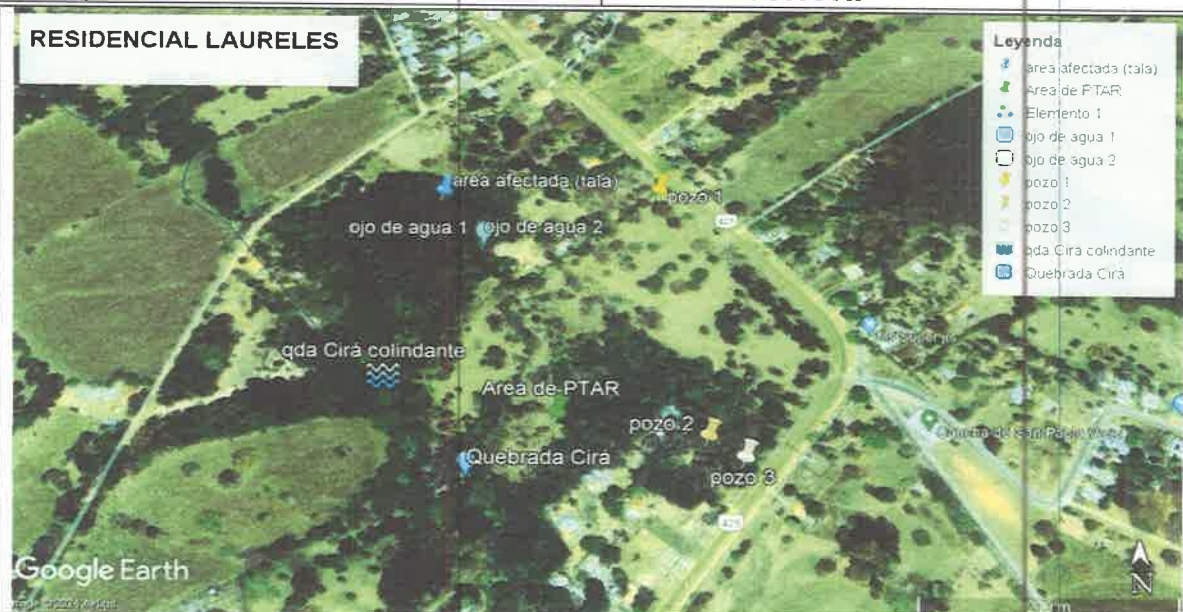 RESIDENCIAL LAURELES
Leyenda
area afectada (tala)
Area de PTAR
Elemento 1
ojo de agua 1
ojo de agua 2
pozo 1
pozo 2
pozo 3
qda Cirá colindante
Quebrada Cirá
area afectada (tala)
pozo 1
ojo de agua 1
ojo de agua 2
qda Cirá colindante
Area de PTAR
pozo 2
Quebrada Cirá
pozo 3
Google Earth
N